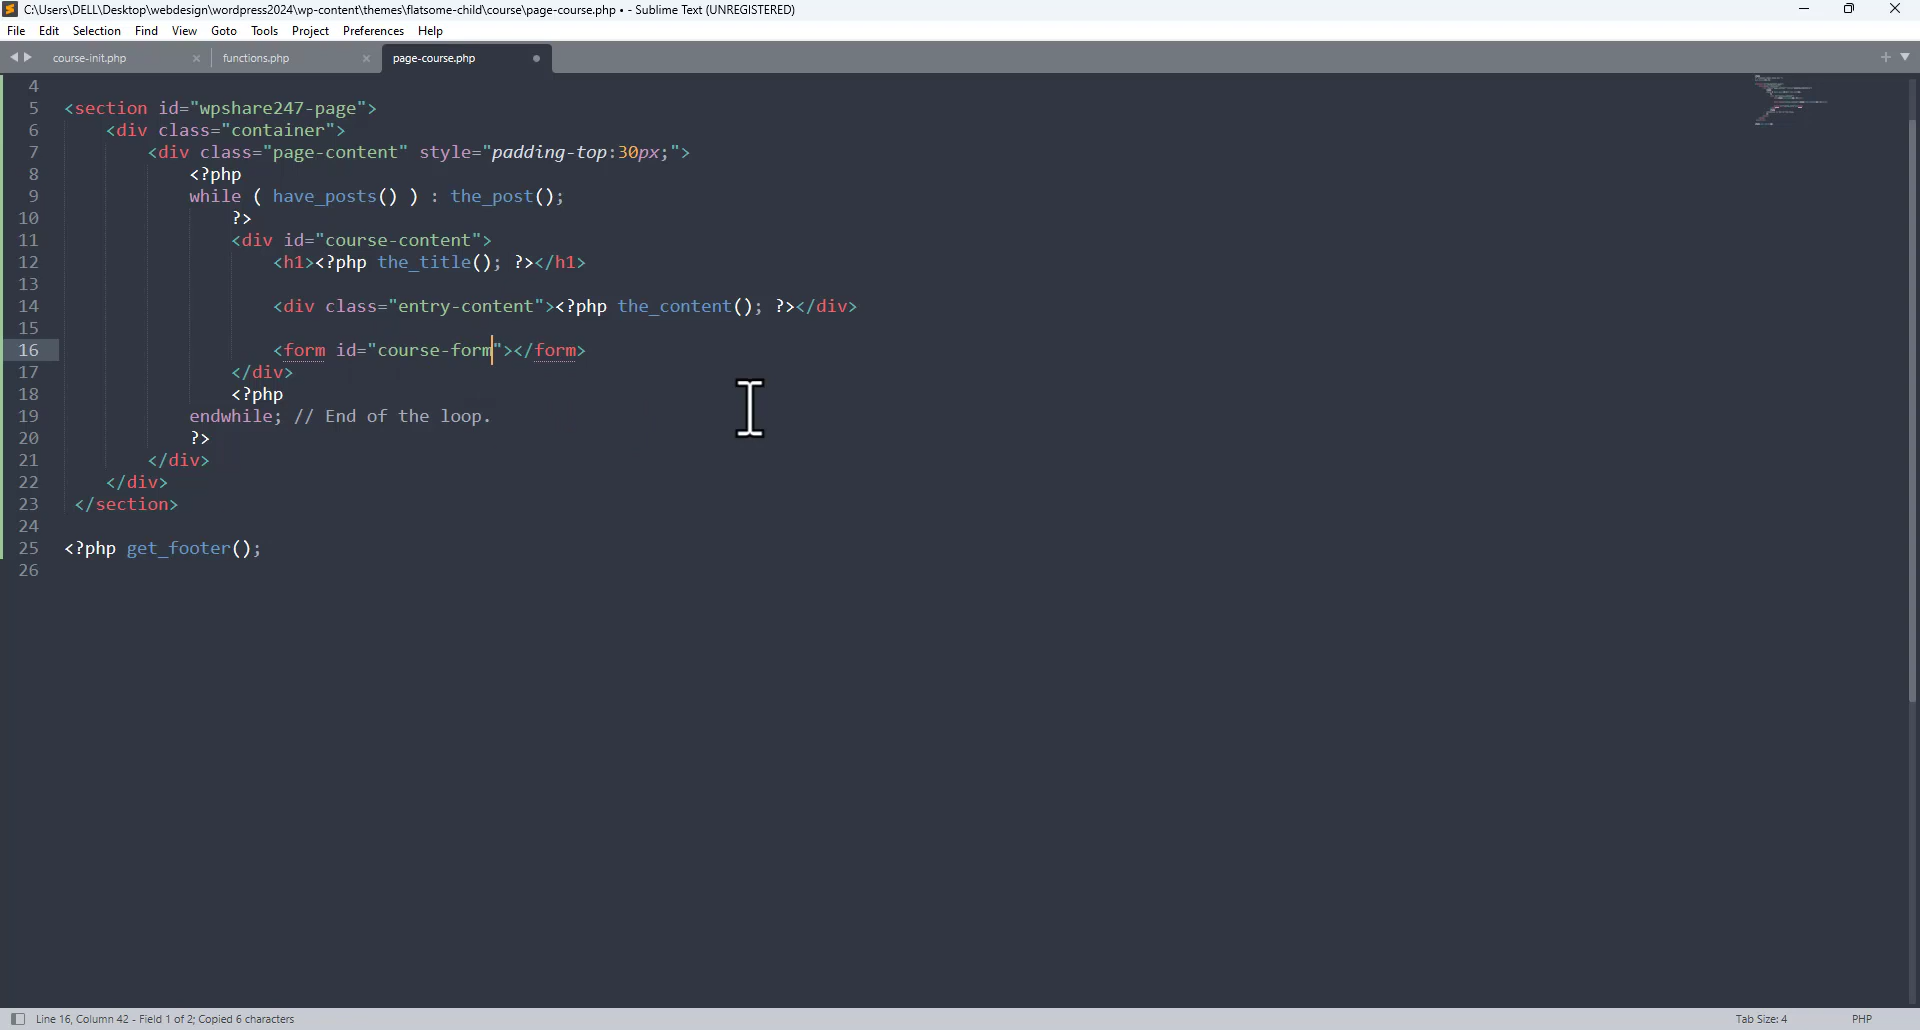 C:\Users\DELL\Desktop\webdesign\wordpress2024\wp-content\themes\flatsome-child\course\page-course.php • - Sublime Text (UNREGISTERED)
File Edit Selection Find View Goto Tools Project Preferences Help
course-init.php functions.php page-course.php
4
5 <section id="wpshare247-page">
6 <div class="container">
7 <div class="page-content" style="padding-top:30px;">
8 <?php
9 while ( have_posts() ) : the_post();
10 ?>
11 <div id="course-content">
12 <h1><?php the_title(); ?></h1>
13
14 <div class="entry-content"><?php the_content(); ?></div>
15
16 <form id="course-form"></form>
17 </div>
18 <?php
19 endwhile; // End of the loop.
20 ?>
21 </div>
22 </div>
23 </section>
24
25 <?php get_footer();
26
Line 16, Column 42 - Field 1 of 2; Copied 6 characters Tab Size: 4 PHP